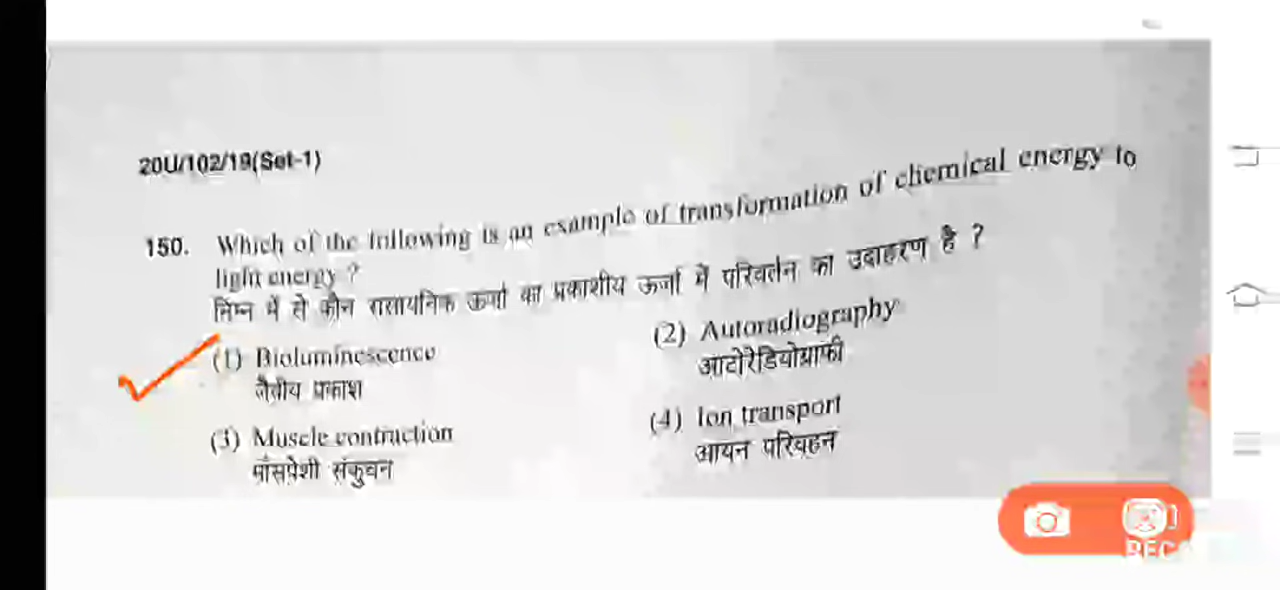 20U/102/19(Set-1)
150. Which of the following is an example of transformation of chemical energy to
light energy ?
निम्न में से कौन रासायनिक ऊर्जा का प्रकाशीय ऊर्जा में परिवर्तन का उदाहरण है ?
(1) Bioluminescence
जैवीय प्रकाश
(2) Autoradiography
आटोरेडियोग्राफी
(3) Muscle contraction
माँसपेशी संकुचन
(4) Ion transport
आयन परिवहन